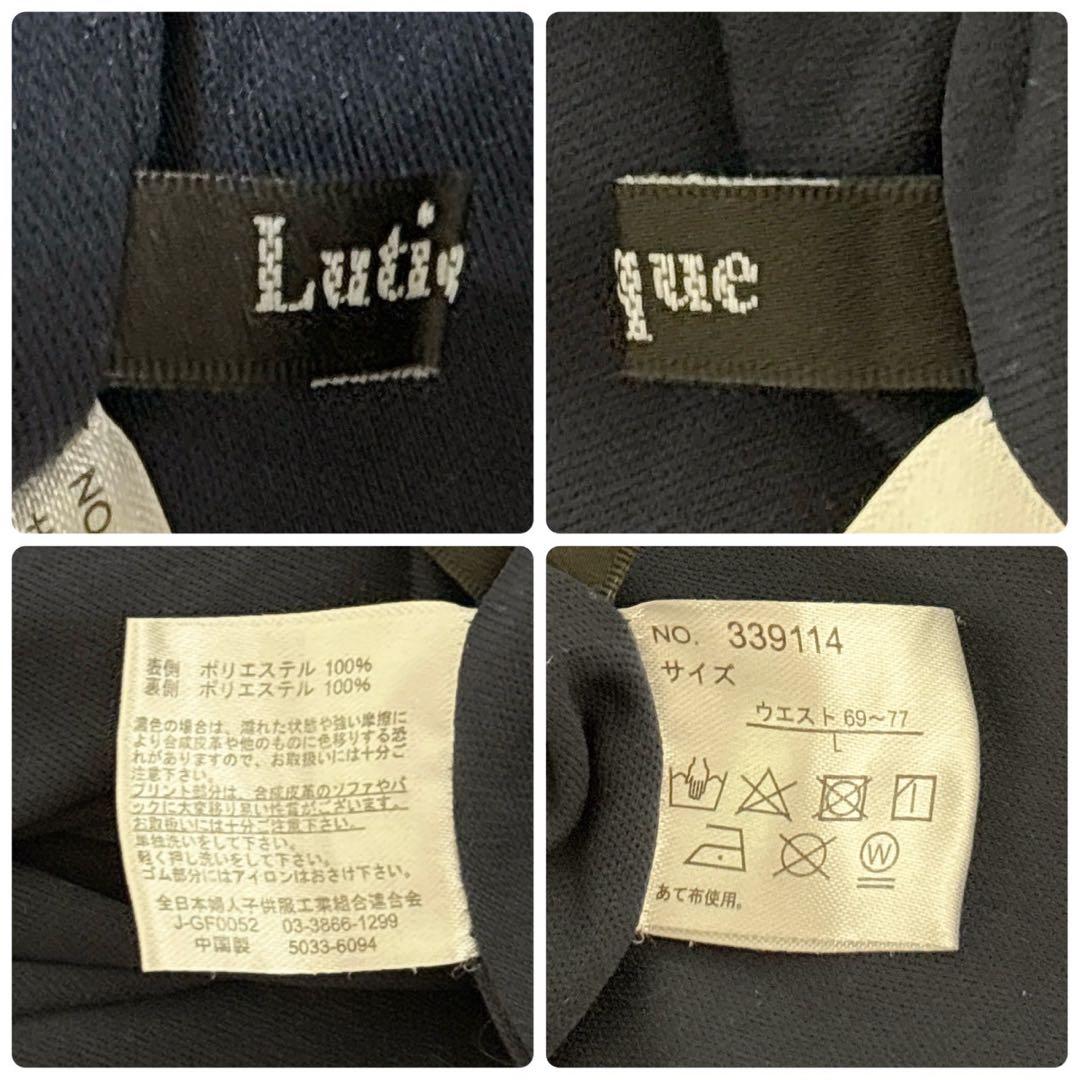 Lutic
que
NO.
表側 ポリエステル 100%
裏側 ポリエステル 100%
濃色の場合は、濡れた状態や強い摩擦に
より合成皮革や他のものに色移りする恐
れがありますので、お取扱いには十分ご
注意下さい。
プリント部分は、合成皮革のソファやバ
ックに大変移り易い性質がございます。
お取扱いには十分ご注意下さい。
単独洗いをして下さい。
軽く押し洗いをして下さい。
ゴム部分にはアイロンはおさけ下さい。
全日本婦人子供服工業組合連合会
J-GF0052 03-3866-1299
中国製 5033-6094
NO. 339114
サイズ
ウエスト 69〜77
L
W
あて布使用。